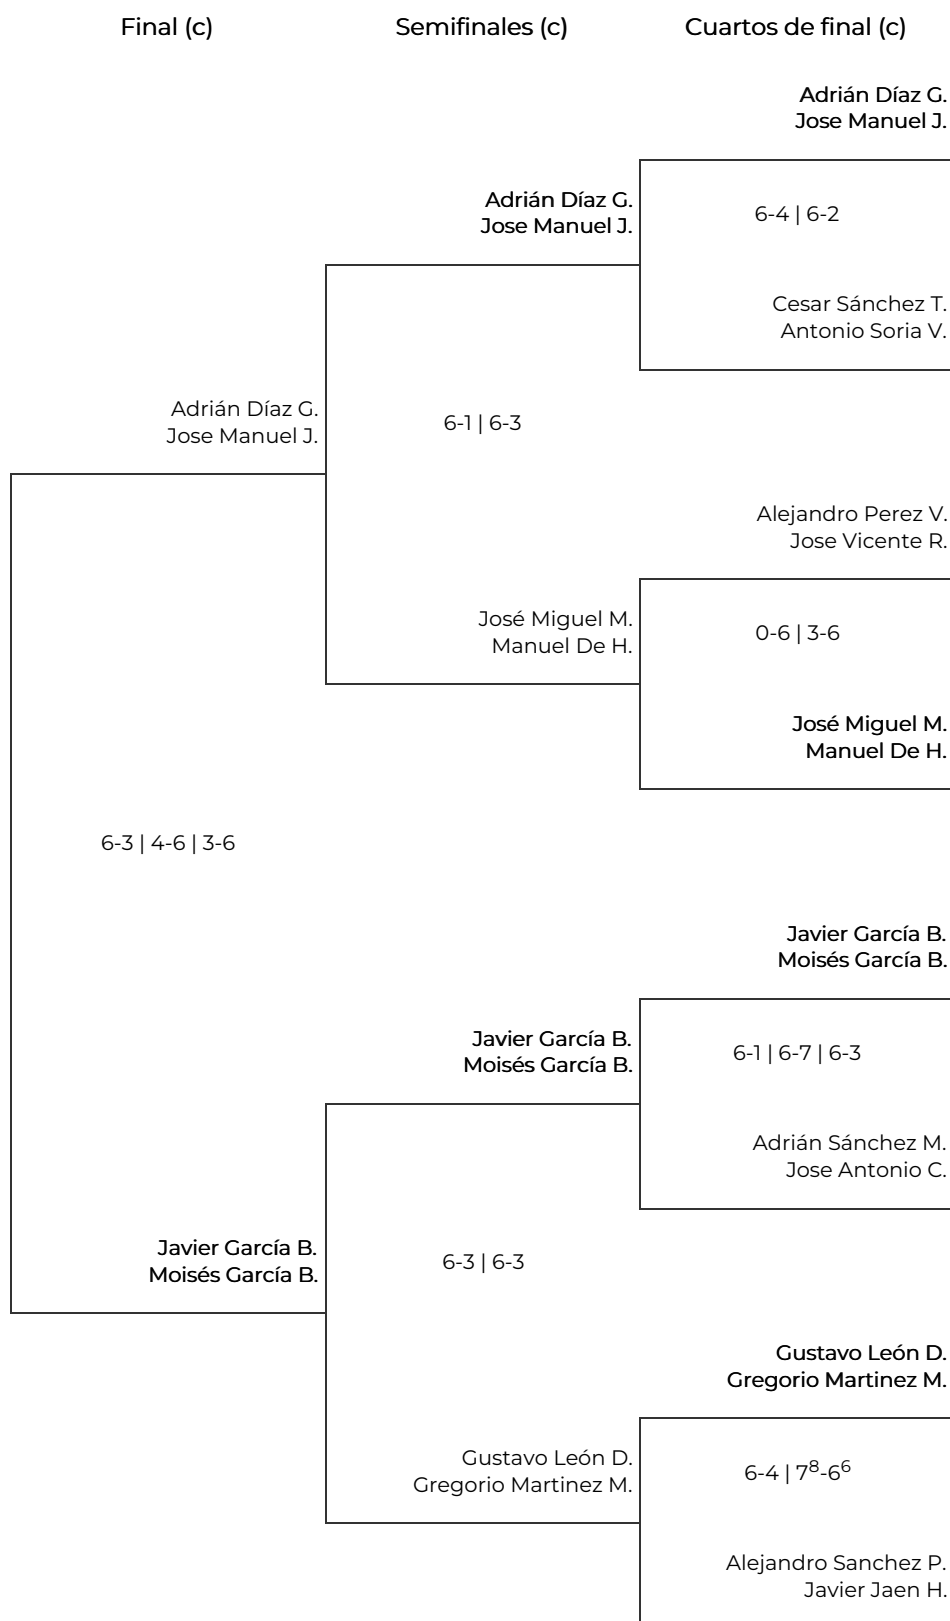 Final (c)
Semifinales (c)
Cuartos de final (c)
Adrián Díaz G.
Jose Manuel J.
Adrián Díaz G.
Jose Manuel J.
6-4 | 6-2
Cesar Sánchez T.
Antonio Soria V.
Adrián Díaz G.
Jose Manuel J.
6-1 | 6-3
Alejandro Perez V.
Jose Vicente R.
José Miguel M.
Manuel De H.
0-6 | 3-6
José Miguel M.
Manuel De H.
6-3 | 4-6 | 3-6
Javier García B.
Moisés García B.
Javier García B.
Moisés García B.
6-1 | 6-7 | 6-3
Adrián Sánchez M.
Jose Antonio C.
Javier García B.
Moisés García B.
6-3 | 6-3
Gustavo León D.
Gregorio Martinez M.
Gustavo León D.
Gregorio Martinez M.
6-4 | 7⁸-6⁶
Alejandro Sanchez P.
Javier Jaen H.